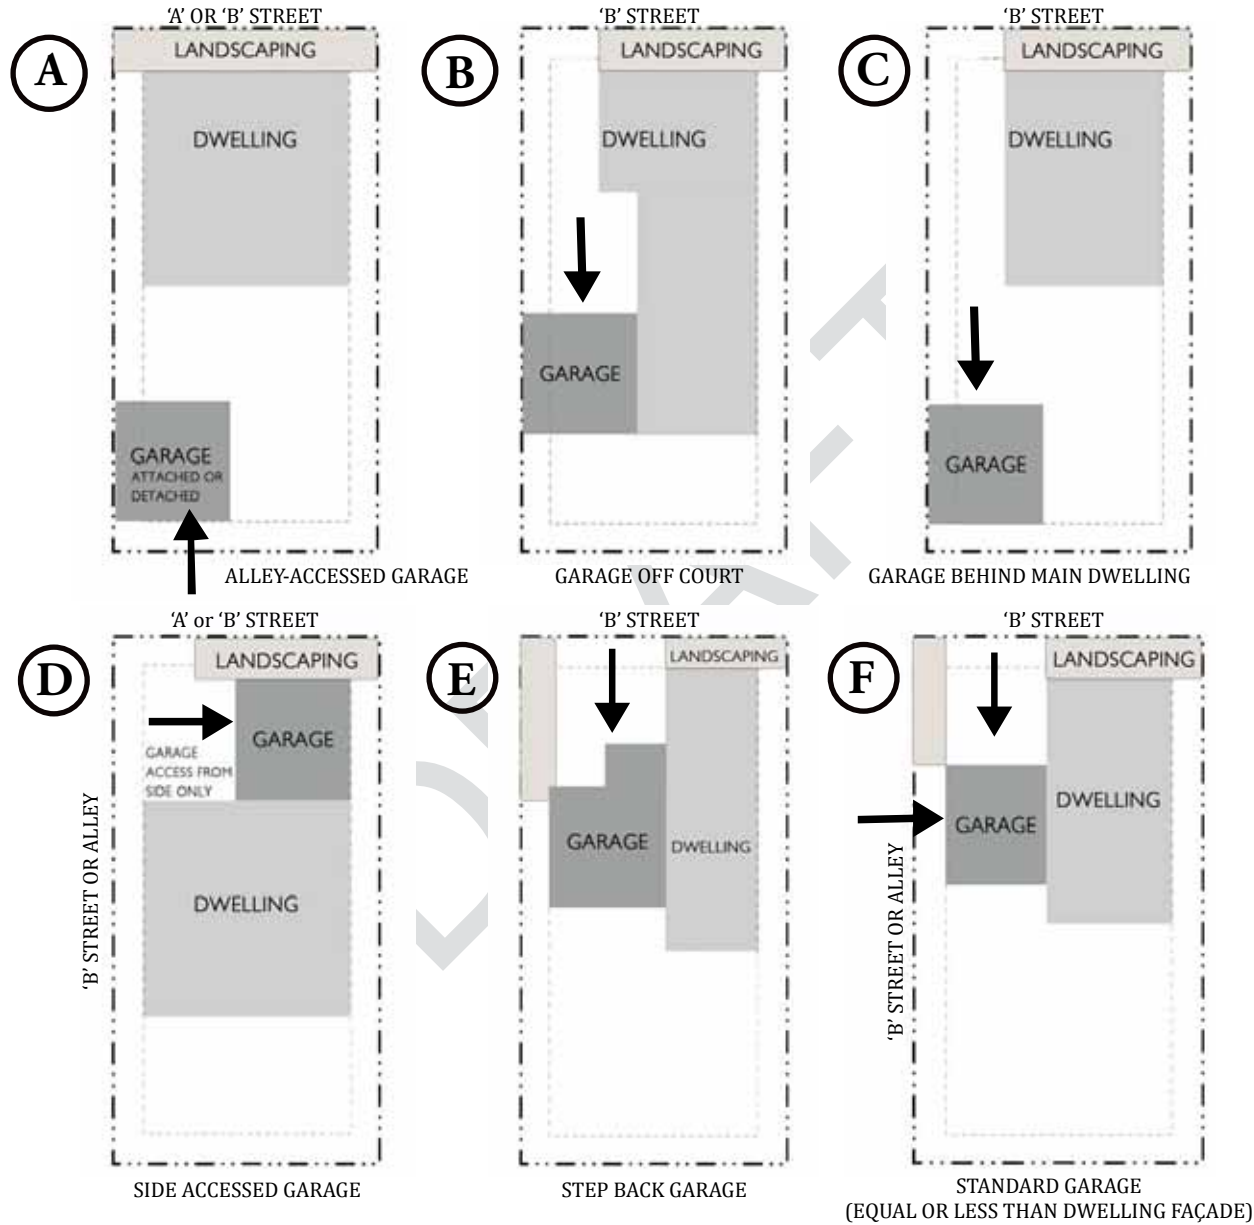 ‘A’ OR ‘B’ STREET
A
LANDSCAPING
DWELLING
GARAGE
ATTACHED OR
DETACHED
ALLEY-ACCESSED GARAGE
‘B’ STREET
B
LANDSCAPING
DWELLING
GARAGE
GARAGE OFF COURT
‘B’ STREET
C
LANDSCAPING
DWELLING
GARAGE
GARAGE BEHIND MAIN DWELLING
‘A’ or ‘B’ STREET
D
LANDSCAPING
GARAGE
GARAGE
ACCESS FROM
SIDE ONLY
DWELLING
‘B’ STREET OR ALLEY
SIDE ACCESSED GARAGE
‘B’ STREET
E
LANDSCAPING
GARAGE
DWELLING
STEP BACK GARAGE
‘B’ STREET
F
LANDSCAPING
DWELLING
GARAGE
‘B’ STREET OR ALLEY
STANDARD GARAGE
(EQUAL OR LESS THAN DWELLING FAÇADE)
DRAFT